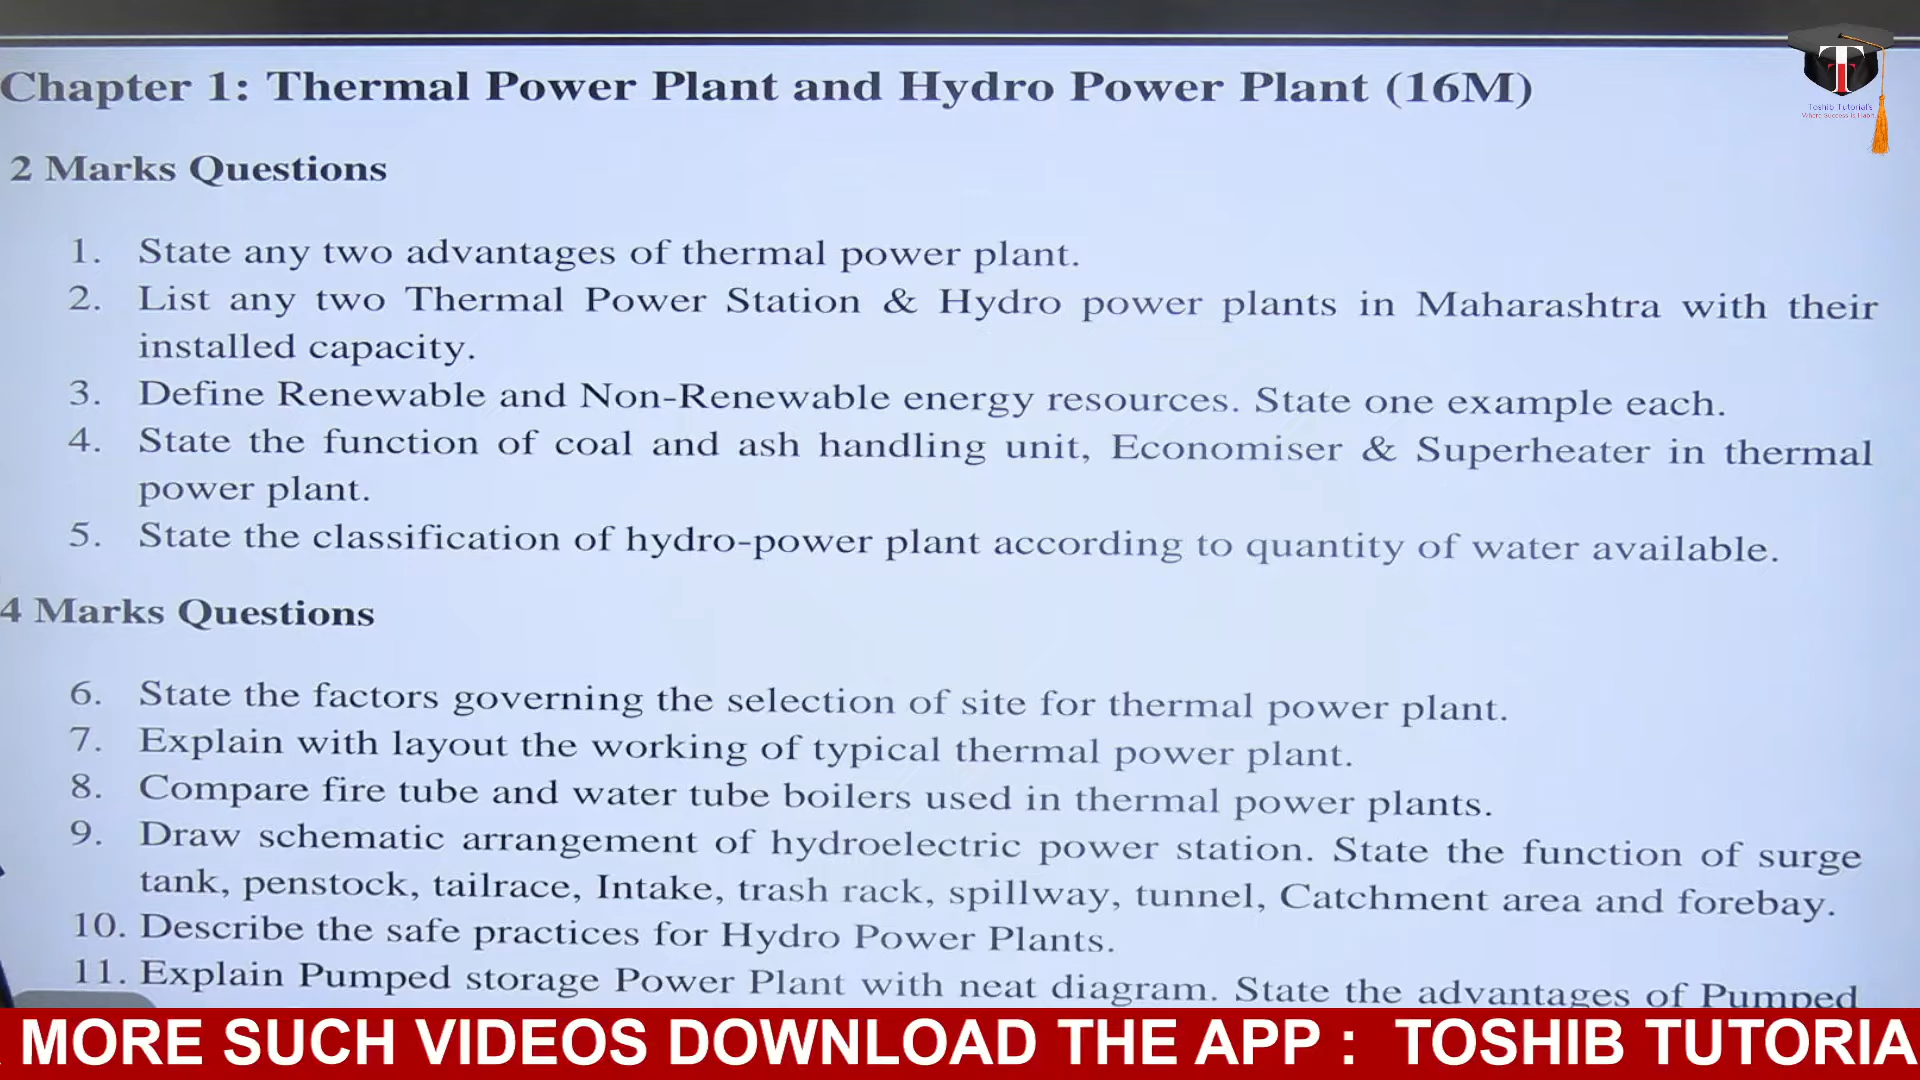 Chapter 1: Thermal Power Plant and Hydro Power Plant (16M)
T
Toshib Tutorial's
Where Success Is Habit
2 Marks Questions
1. State any two advantages of thermal power plant.
2. List any two Thermal Power Station & Hydro power plants in Maharashtra with their
installed capacity.
3. Define Renewable and Non-Renewable energy resources. State one example each.
4. State the function of coal and ash handling unit, Economiser & Superheater in thermal
power plant.
5. State the classification of hydro-power plant according to quantity of water available.
4 Marks Questions
6. State the factors governing the selection of site for thermal power plant.
7. Explain with layout the working of typical thermal power plant.
8. Compare fire tube and water tube boilers used in thermal power plants.
9. Draw schematic arrangement of hydroelectric power station. State the function of surge
tank, penstock, tailrace, Intake, trash rack, spillway, tunnel, Catchment area and forebay.
10. Describe the safe practices for Hydro Power Plants.
11. Explain Pumped storage Power Plant with neat diagram. State the advantages of Pumped
MORE SUCH VIDEOS DOWNLOAD THE APP : TOSHIB TUTORIA